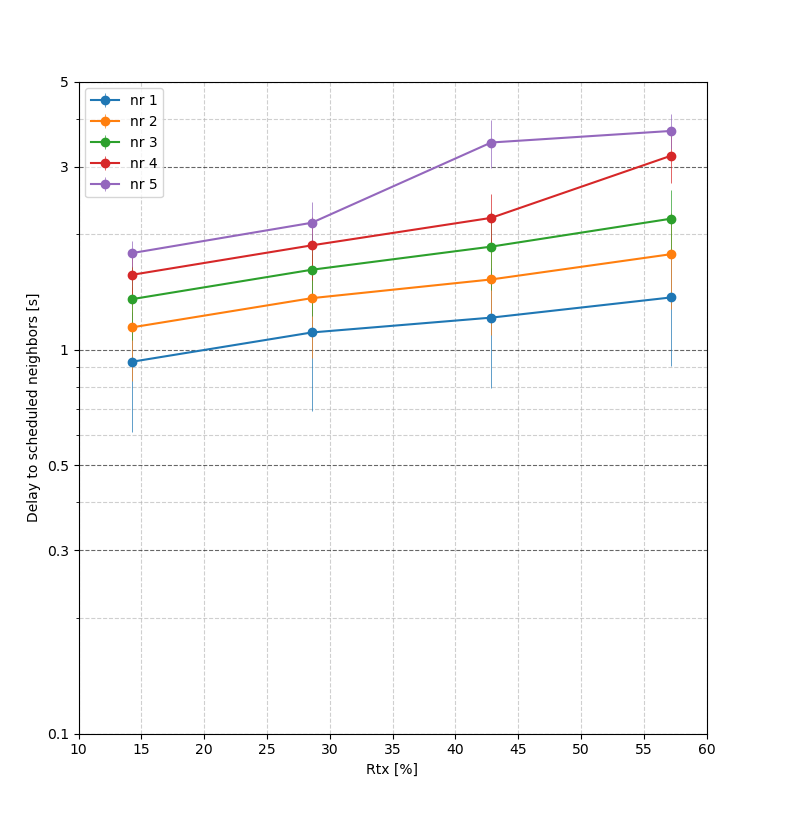 5
3
1
0.5
0.3
0.1
Delay to scheduled neighbors [s]
nr 1
nr 2
nr 3
nr 4
nr 5
10 15 20 25 30 35 40 45 50 55 60
Rtx [%]